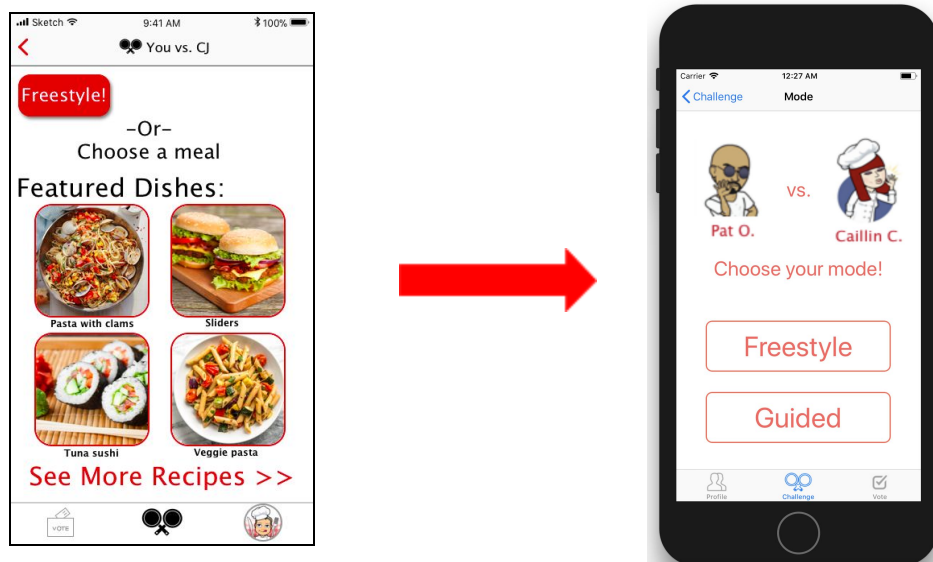 Sketch 9:41 AM 100%
You vs. CJ
Freestyle!
-Or-
Choose a meal
Featured Dishes:
Pasta with clams Sliders
Tuna sushi Veggie pasta
See More Recipes >>
VOTE
Carrier 12:27 AM
Challenge Mode
vs.
Pat O. Caillin C.
Choose your mode!
Freestyle
Guided
Profile Challenge Vote